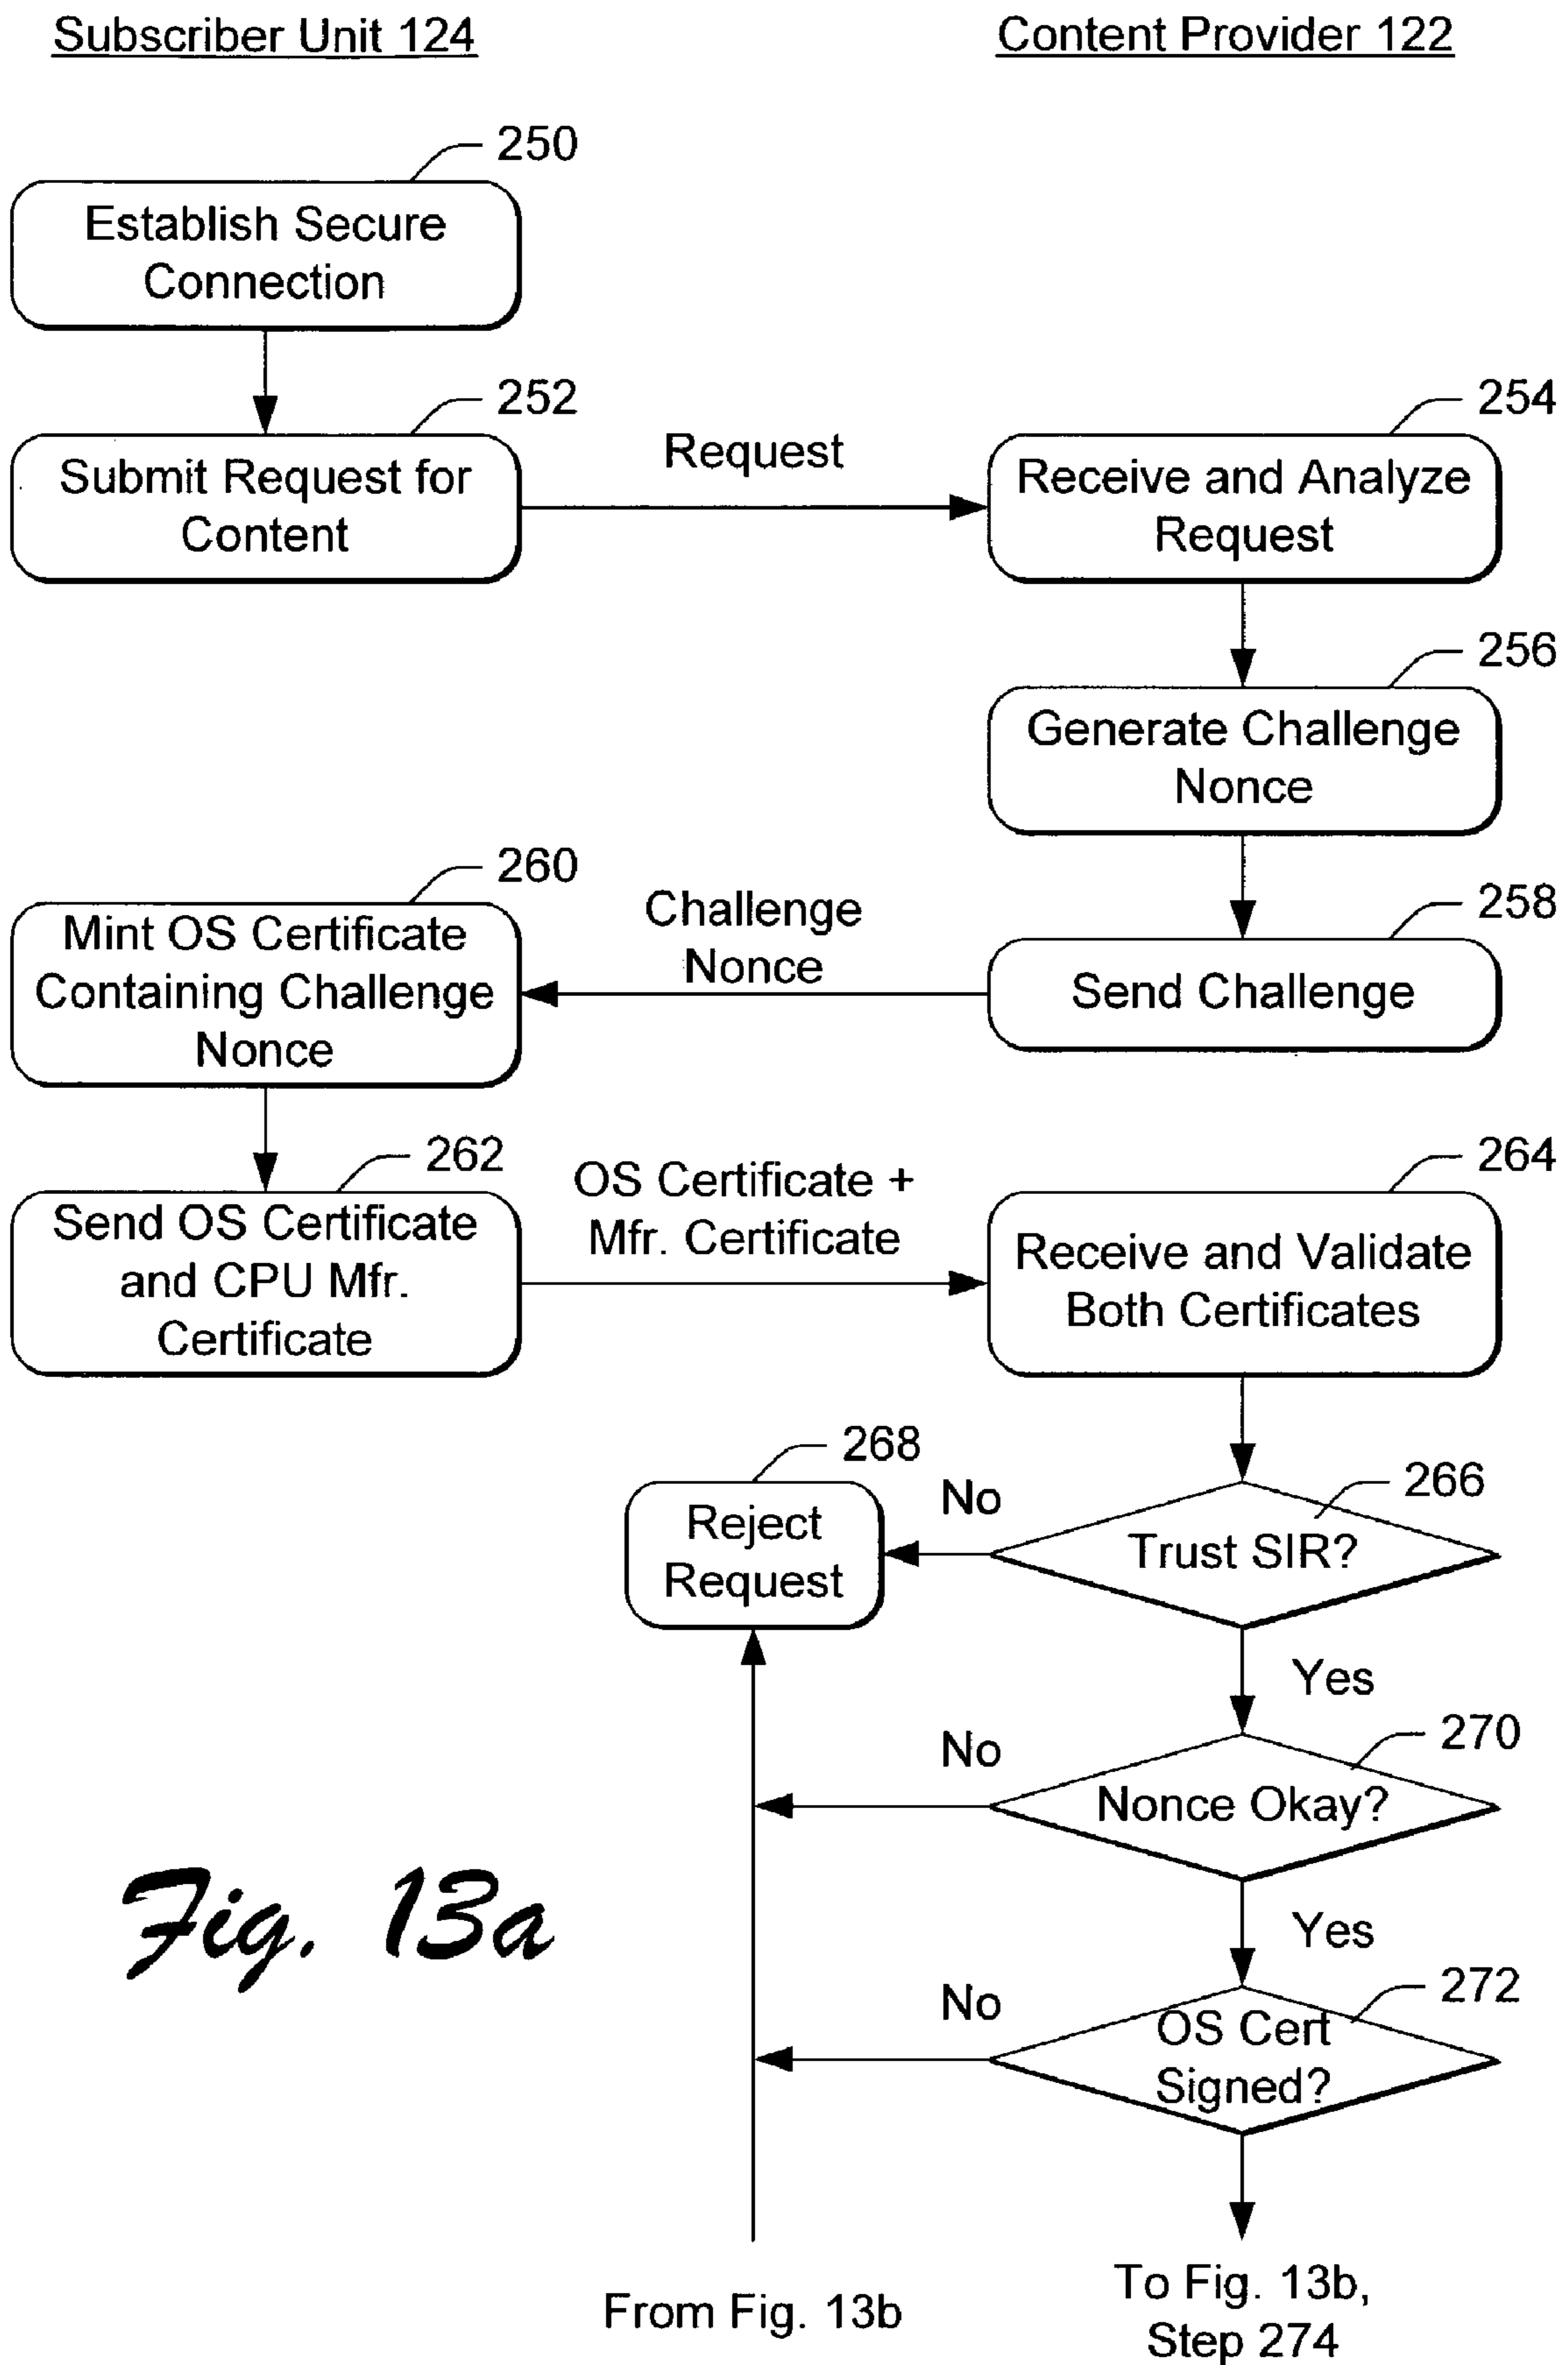 Subscriber Unit 124
Content Provider 122
250
Establish Secure
Connection
252
Submit Request for
Content
Request
254
Receive and Analyze
Request
256
Generate Challenge
Nonce
258
Send Challenge
Challenge
Nonce
260
Mint OS Certificate
Containing Challenge
Nonce
262
Send OS Certificate
and CPU Mfr.
Certificate
OS Certificate +
Mfr. Certificate
264
Receive and Validate
Both Certificates
266
Trust SIR?
No
268
Reject
Request
Yes
270
Nonce Okay?
No
Yes
272
OS Cert
Signed?
No
From Fig. 13b
To Fig. 13b,
Step 274
Fig. 13a